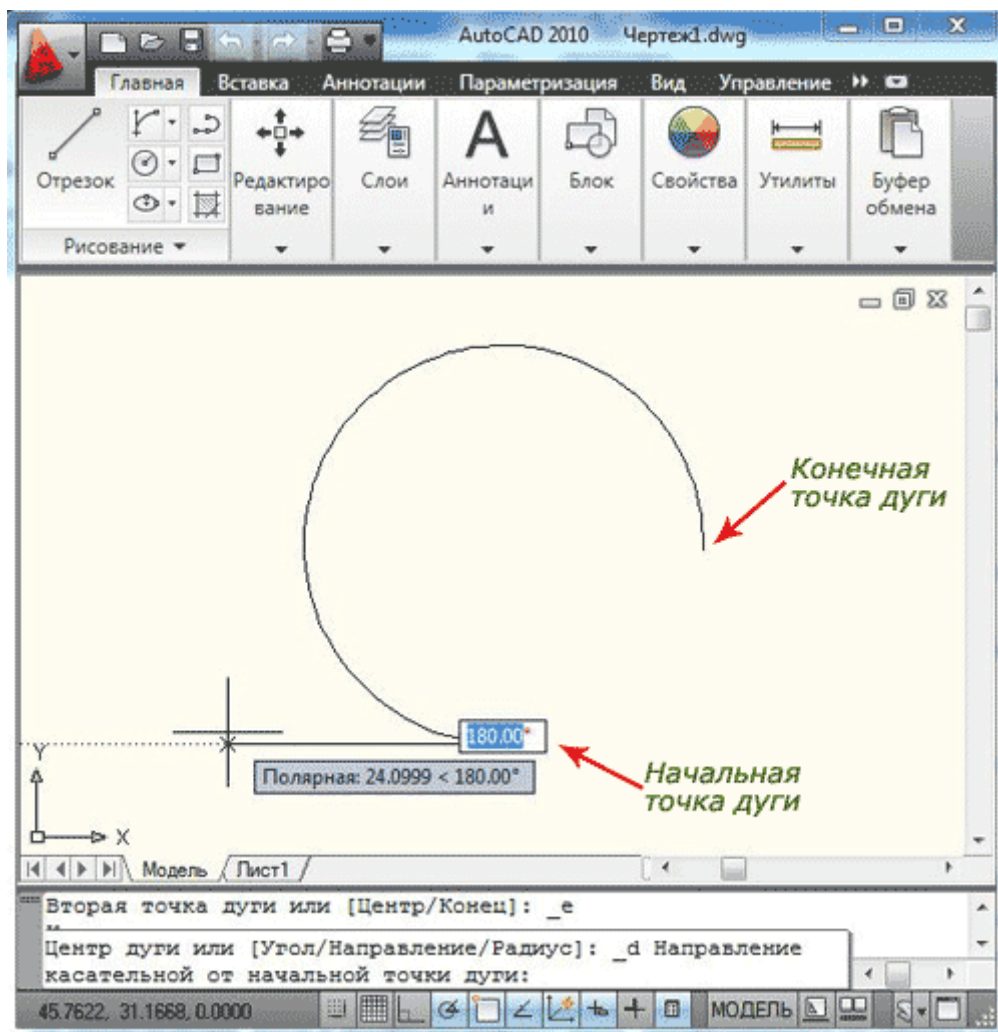 AutoCAD 2010 Чертеж1.dwg
Главная Вставка Аннотации Параметризация Вид Управление
Отрезок
Редактиро
вание
Слои
Аннотаци
и
Блок
Свойства
Утилиты
Буфер
обмена
Рисование
Конечная
точка дуги
180.00°
Полярная: 24.0999 < 180.00°
Начальная
точка дуги
Y
X
Модель Лист1
Вторая точка дуги или [Центр/Конец]: _e
Центр дуги или [Угол/Направление/Радиус]: _d Направление
касательной от начальной точки дуги:
45.7622, 31.1668, 0.0000 МОДЕЛЬ